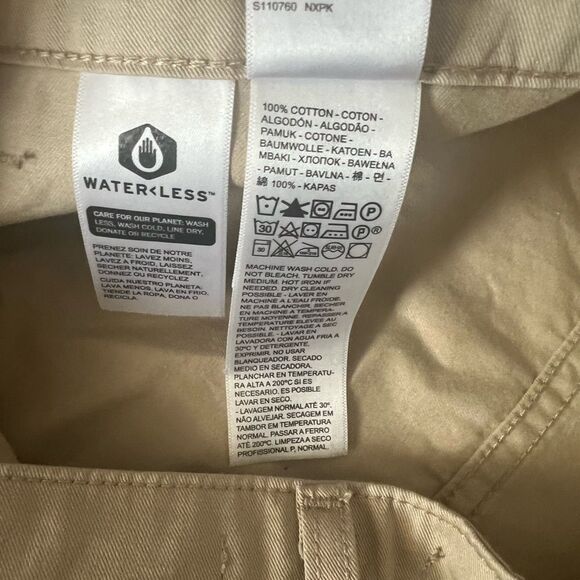 S110760 NXPK
WATER<LESS™
CARE FOR OUR PLANET: WASH
LESS, WASH COLD, LINE DRY,
DONATE OR RECYCLE
PRENEZ SOIN DE NOTRE
PLANETE: LAVEZ MOINS,
LAVEZ A FROID, LAISSEZ
SECHER NATURELLEMENT
DONNEZ OU RECYCLEZ
CUIDA NUESTRO PLANETA:
LAVA MENOS, LAVA EN FRIO,
TIENDE LA ROPA, DONA O
RECICLA
100% COTTON - COTON -
ALGODÓN - ALGODÃO -
PAMUK - COTONE -
BAUMWOLLE - KATOEN - BA
MBAKI - ХЛОПОК - BAWEŁNA
- PAMUT - BAVLNA - 棉 - 면 -
綿 100% - KAPAS
P
30 P
30
MACHINE WASH COLD. DO
NOT BLEACH. TUMBLE DRY
MEDIUM. HOT IRON IF
NEEDED. DRY CLEANING
POSSIBLE - LAVER EN
MACHINE A L'EAU FROIDE.
NE PAS BLANCHIR. SECHER
EN MACHINE A TEMPERA-
TURE MOYENNE. REPASSER A
TEMPERATURE ELEVEE AU
BESOIN. NETTOYAGE A SEC
POSSIBLE. - LAVAR EN
LAVADORA CON AGUA FRIA A
30ºC Y DETERGENTE.
EXPRIMIR. NO USAR
BLANQUEADOR. SECADO
MEDIO EN SECADORA.
PLANCHAR EN TEMPERATU-
RA ALTA A 200ºC SI ES
NECESARIO. ES POSIBLE
LAVAR EN SECO.
- LAVAGEM NORMAL ATÉ 30º.
NÃO ALVEJAR. SECAGEM EM
TAMBOR EM TEMPERATURA
NORMAL. PASSAR A FERRO
ATÉ 200ºC. LIMPEZA A SECO
PROFISSIONAL P, NORMAL.